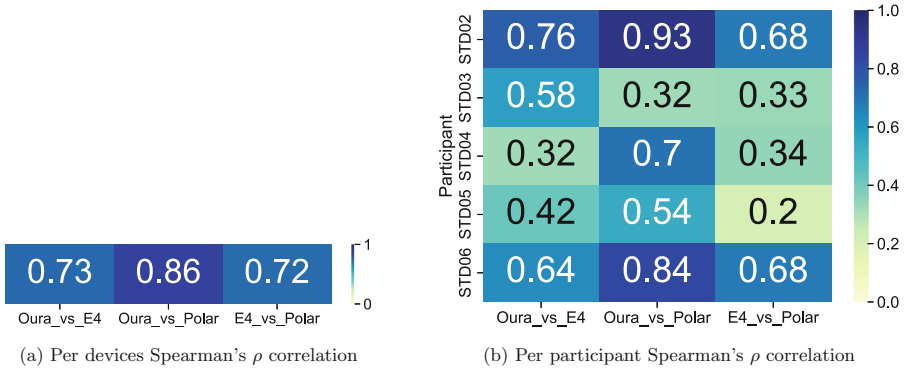 0.73 0.86 0.72
1
0
Oura_vs_E4 Oura_vs_Polar E4_vs_Polar
(a) Per devices Spearman's ρ correlation
Participant
STD02 0.76 0.93 0.68
STD03 0.58 0.32 0.33
STD04 0.32 0.7 0.34
STD05 0.42 0.54 0.2
STD06 0.64 0.84 0.68
Oura_vs_E4 Oura_vs_Polar E4_vs_Polar
1.0
0.8
0.6
0.4
0.2
0.0
(b) Per participant Spearman's ρ correlation